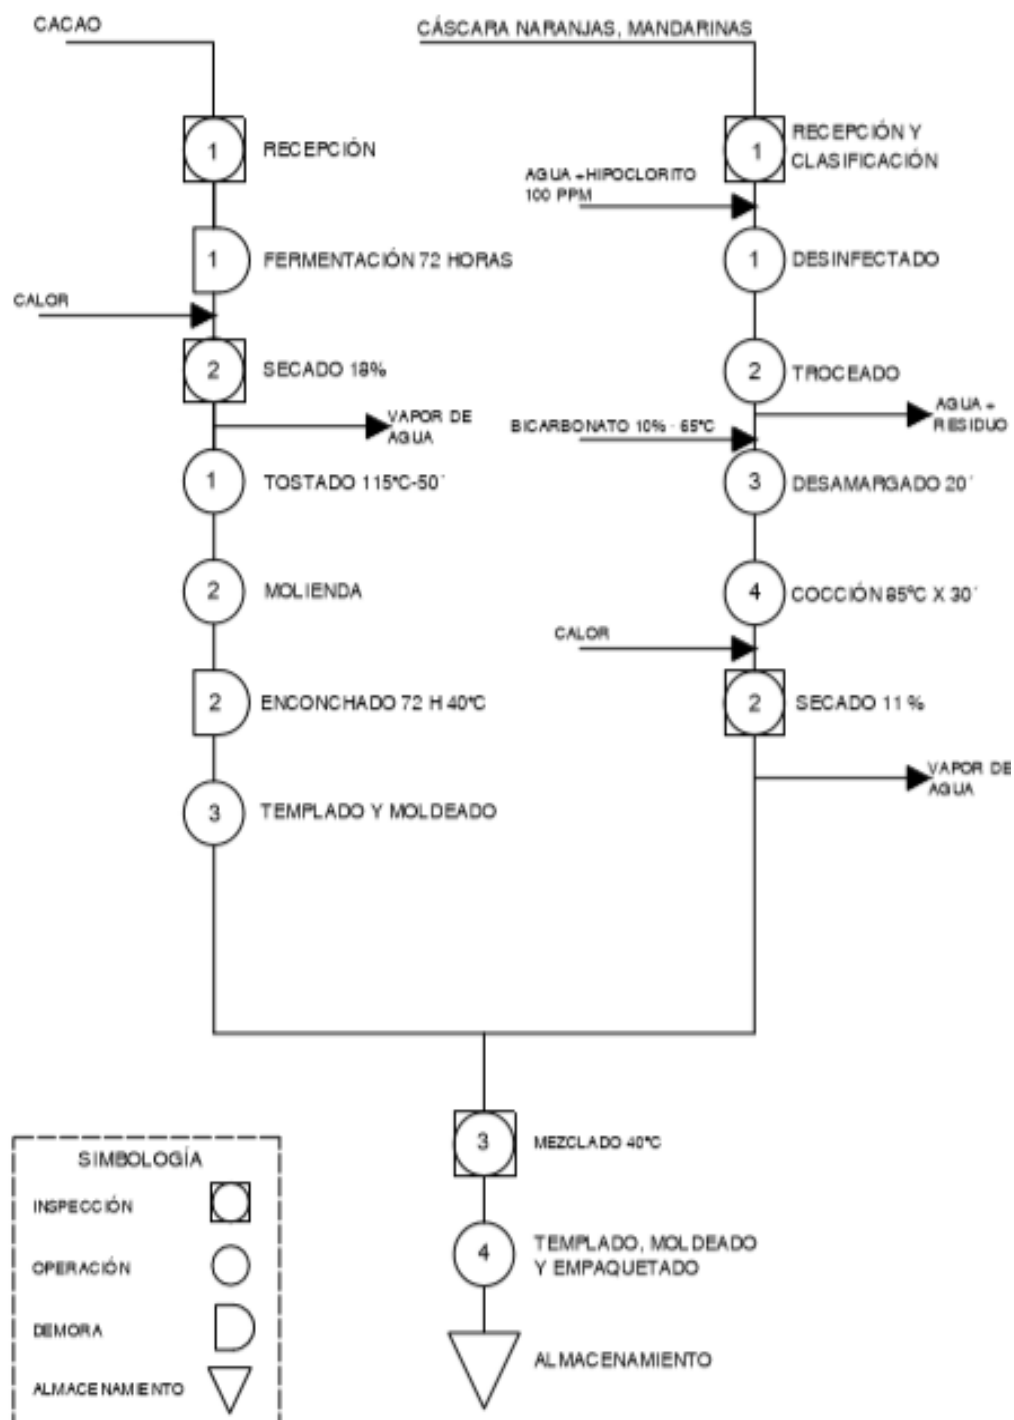 CACAO
1
RECEPCIÓN
1
FERMENTACIÓN 72 HORAS
CALOR
2
SECADO 18%
VAPOR DE
AGUA
1
TOSTADO 115°C-50´
2
MOLIENDA
2
ENCONCHADO 72 H 40°C
3
TEMPLADO Y MOLDEADO
CÁSCARA NARANJAS, MANDARINAS
1
RECEPCIÓN Y
CLASIFICACIÓN
AGUA +HIPOCLORITO
100 PPM
1
DESINFECTADO
2
TROCEADO
AGUA +
RESIDUO
BICARBONATO 10% - 65°C
3
DESAMARGADO 20´
4
COCCIÓN 85°C X 30´
CALOR
2
SECADO 11 %
VAPOR DE
AGUA
3
MEZCLADO 40°C
4
TEMPLADO, MOLDEADO
Y EMPAQUETADO
ALMACENAMIENTO
SIMBOLOGÍA
INSPECCIÓN
OPERACIÓN
DEMORA
ALMACENAMIENTO